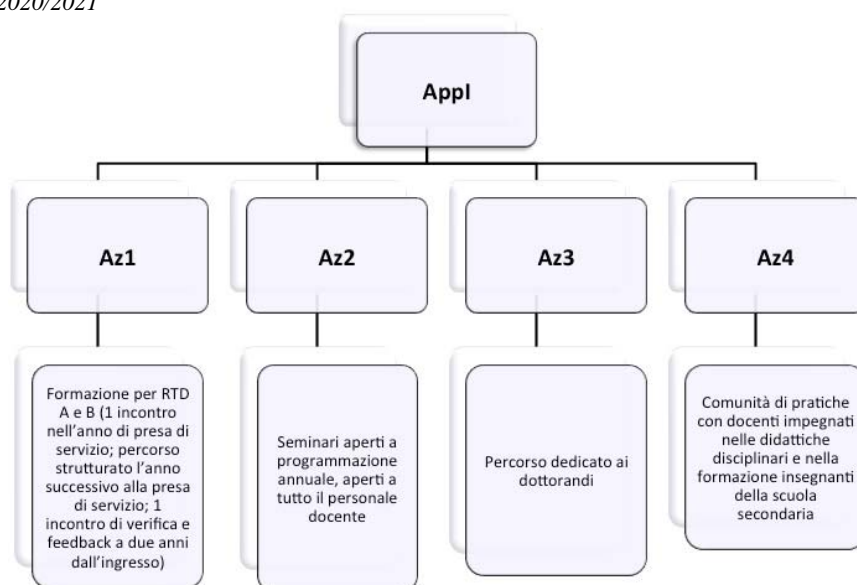 2020/2021
AppI
Az1
Az2
Az3
Az4
Formazione per RTD
A e B (1 incontro
nell'anno di presa di
servizio; percorso
strutturato l'anno
successivo alla presa
di servizio; 1
incontro di verifica e
feedback a due anni
dall'ingresso)
Seminari aperti a
programmazione
annuale, aperti a
tutto il personale
docente
Percorso dedicato ai
dottorandi
Comunità di pratiche
con docenti impegnati
nelle didattiche
disciplinari e nella
formazione insegnanti
della scuola
secondaria